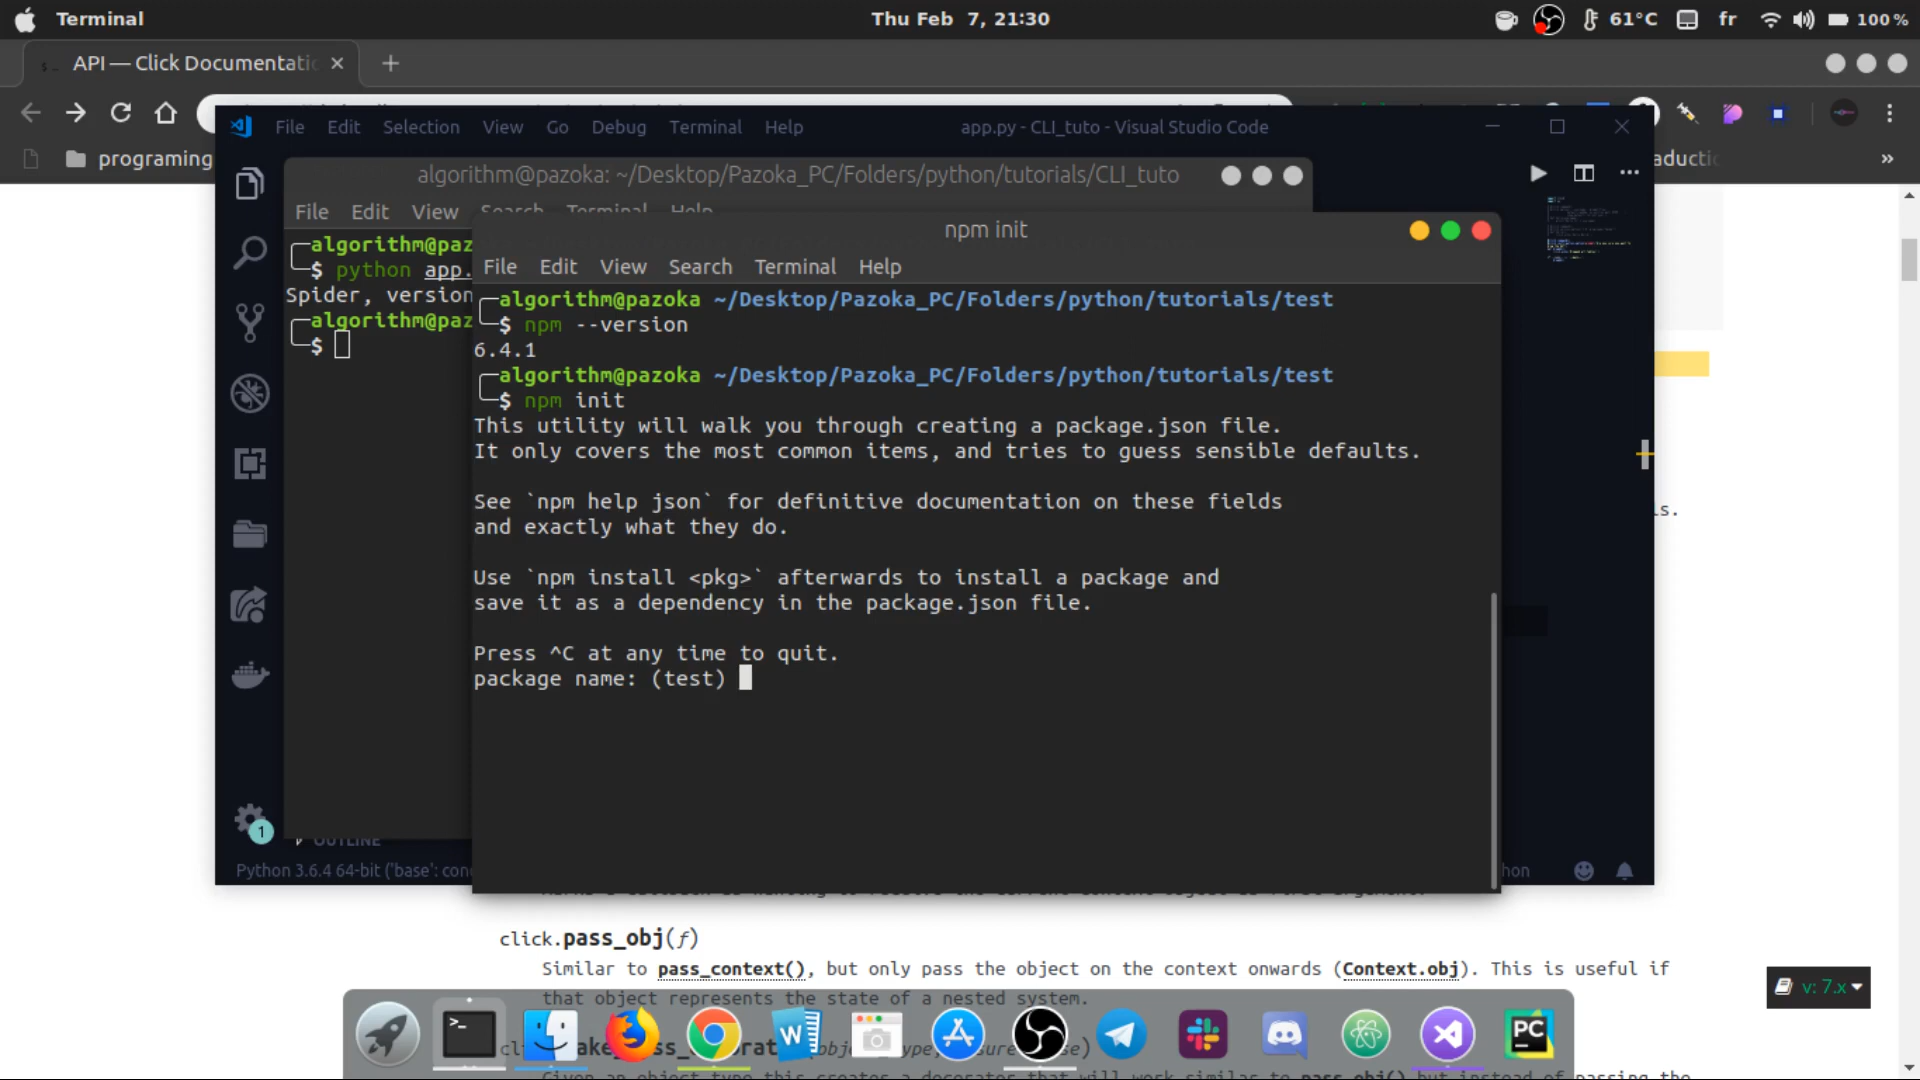 Terminal
Thu Feb 7, 21:30
61°C
fr
100 %
API — Click Documentati
programing
File Edit Selection View Go Debug Terminal Help
app.py - CLI_tuto - Visual Studio Code
algorithm@pazoka: ~/Desktop/Pazoka_PC/Folders/python/tutorials/CLI_tuto
File Edit View Search Terminal Help
algorithm@paz
$ python app.
Spider, version
algorithm@paz
$
npm init
File Edit View Search Terminal Help
algorithm@pazoka ~/Desktop/Pazoka_PC/Folders/python/tutorials/test
$ npm --version
6.4.1
algorithm@pazoka ~/Desktop/Pazoka_PC/Folders/python/tutorials/test
$ npm init
This utility will walk you through creating a package.json file.
It only covers the most common items, and tries to guess sensible defaults.
See `npm help json` for definitive documentation on these fields
and exactly what they do.
Use `npm install <pkg>` afterwards to install a package and
save it as a dependency in the package.json file.
Press ^C at any time to quit.
package name: (test)
1
OUTLINE
Python 3.6.4 64-bit ('base': con
hon
click.pass_obj(f)
Similar to pass_context(), but only pass the object on the context onwards (Context.obj). This is useful if
that object represents the state of a nested system.
v: 7.x
PC